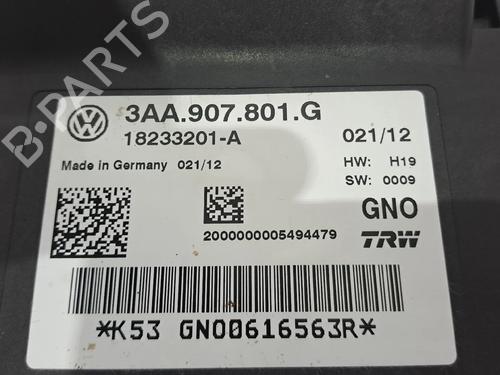 B-PARTS
3AA.907.801.G
18233201-A
021/12
Made in Germany 021/12
HW: H19
SW: 0009
GNO
2000000005494479
TRW
*K53 GNO0616563R*